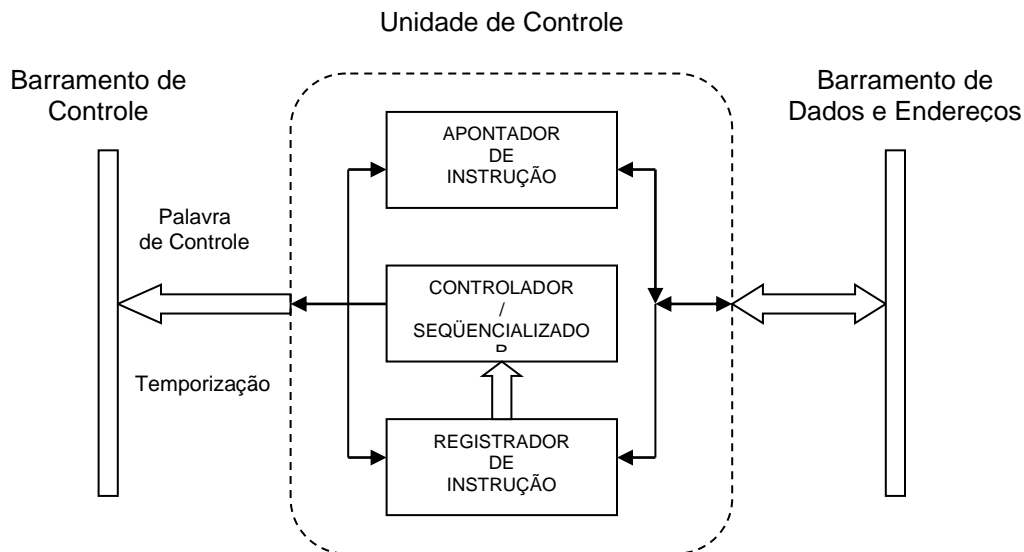 Unidade de Controle
Barramento de
Controle
Barramento de
Dados e Endereços
APONTADOR
DE
INSTRUÇÃO
Palavra
de Controle
CONTROLADOR
/
SEQÜENCIALIZADO
R
Temporização
REGISTRADOR
DE
INSTRUÇÃO